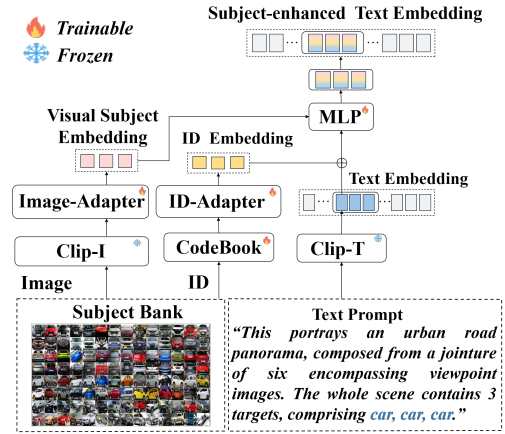 Subject-enhanced Text Embedding
Trainable
Frozen
MLP
Visual Subject
Embedding
ID Embedding
Text Embedding
Image-Adapter
ID-Adapter
Clip-I
CodeBook
Clip-T
Image
ID
Subject Bank
Text Prompt
“This portrays an urban road
panorama, composed from a jointure
of six encompassing viewpoint
images. The whole scene contains 3
targets, comprising car, car, car.”